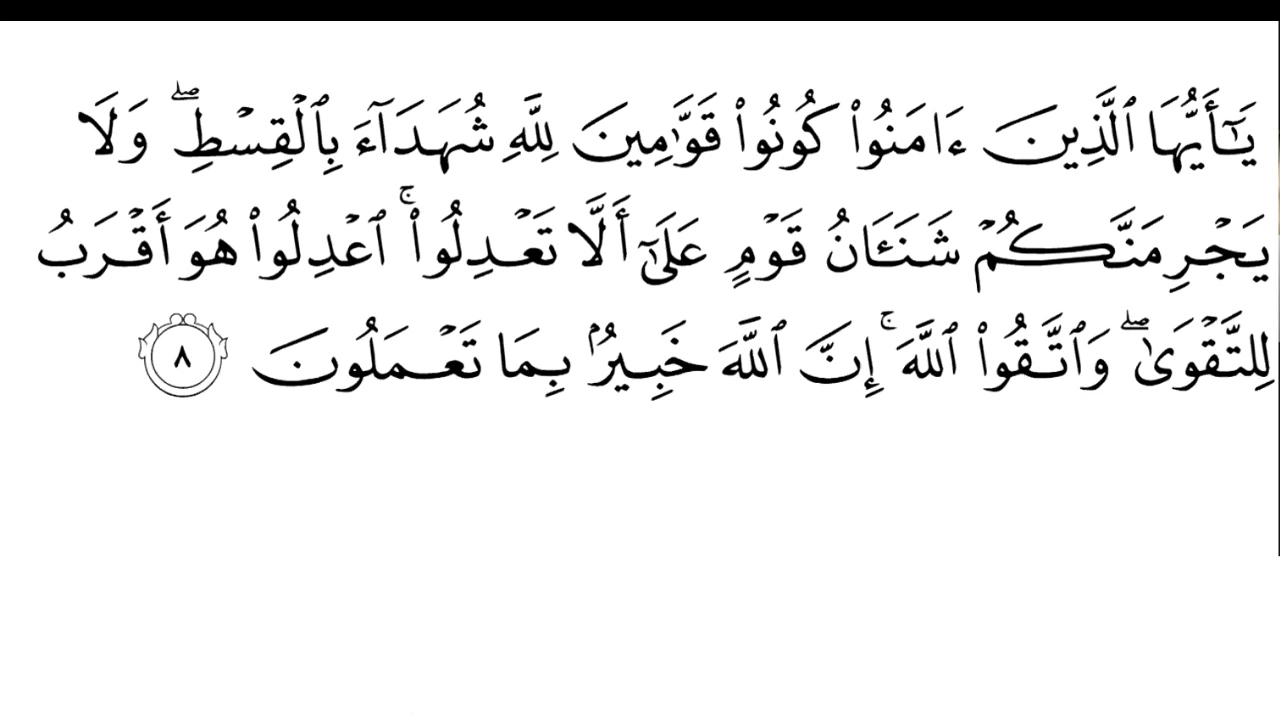 يَـٰٓأَيُّهَا ٱلَّذِينَ ءَامَنُوا۟ كُونُوا۟ قَوَّٰمِينَ لِلَّهِ شُهَدَآءَ بِٱلْقِسْطِ ۖ وَلَا
يَجْرِمَنَّكُمْ شَنَـَٔانُ قَوْمٍ عَلَىٰٓ أَلَّا تَعْدِلُوا۟ ۚ ٱعْدِلُوا۟ هُوَ أَقْرَبُ
لِلتَّقْوَىٰ ۖ وَٱتَّقُوا۟ ٱللَّهَ ۚ إِنَّ ٱللَّهَ خَبِيرٌۢ بِمَا تَعْمَلُونَ ٨